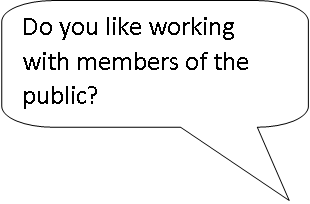 Do you like working
with members of the
public?